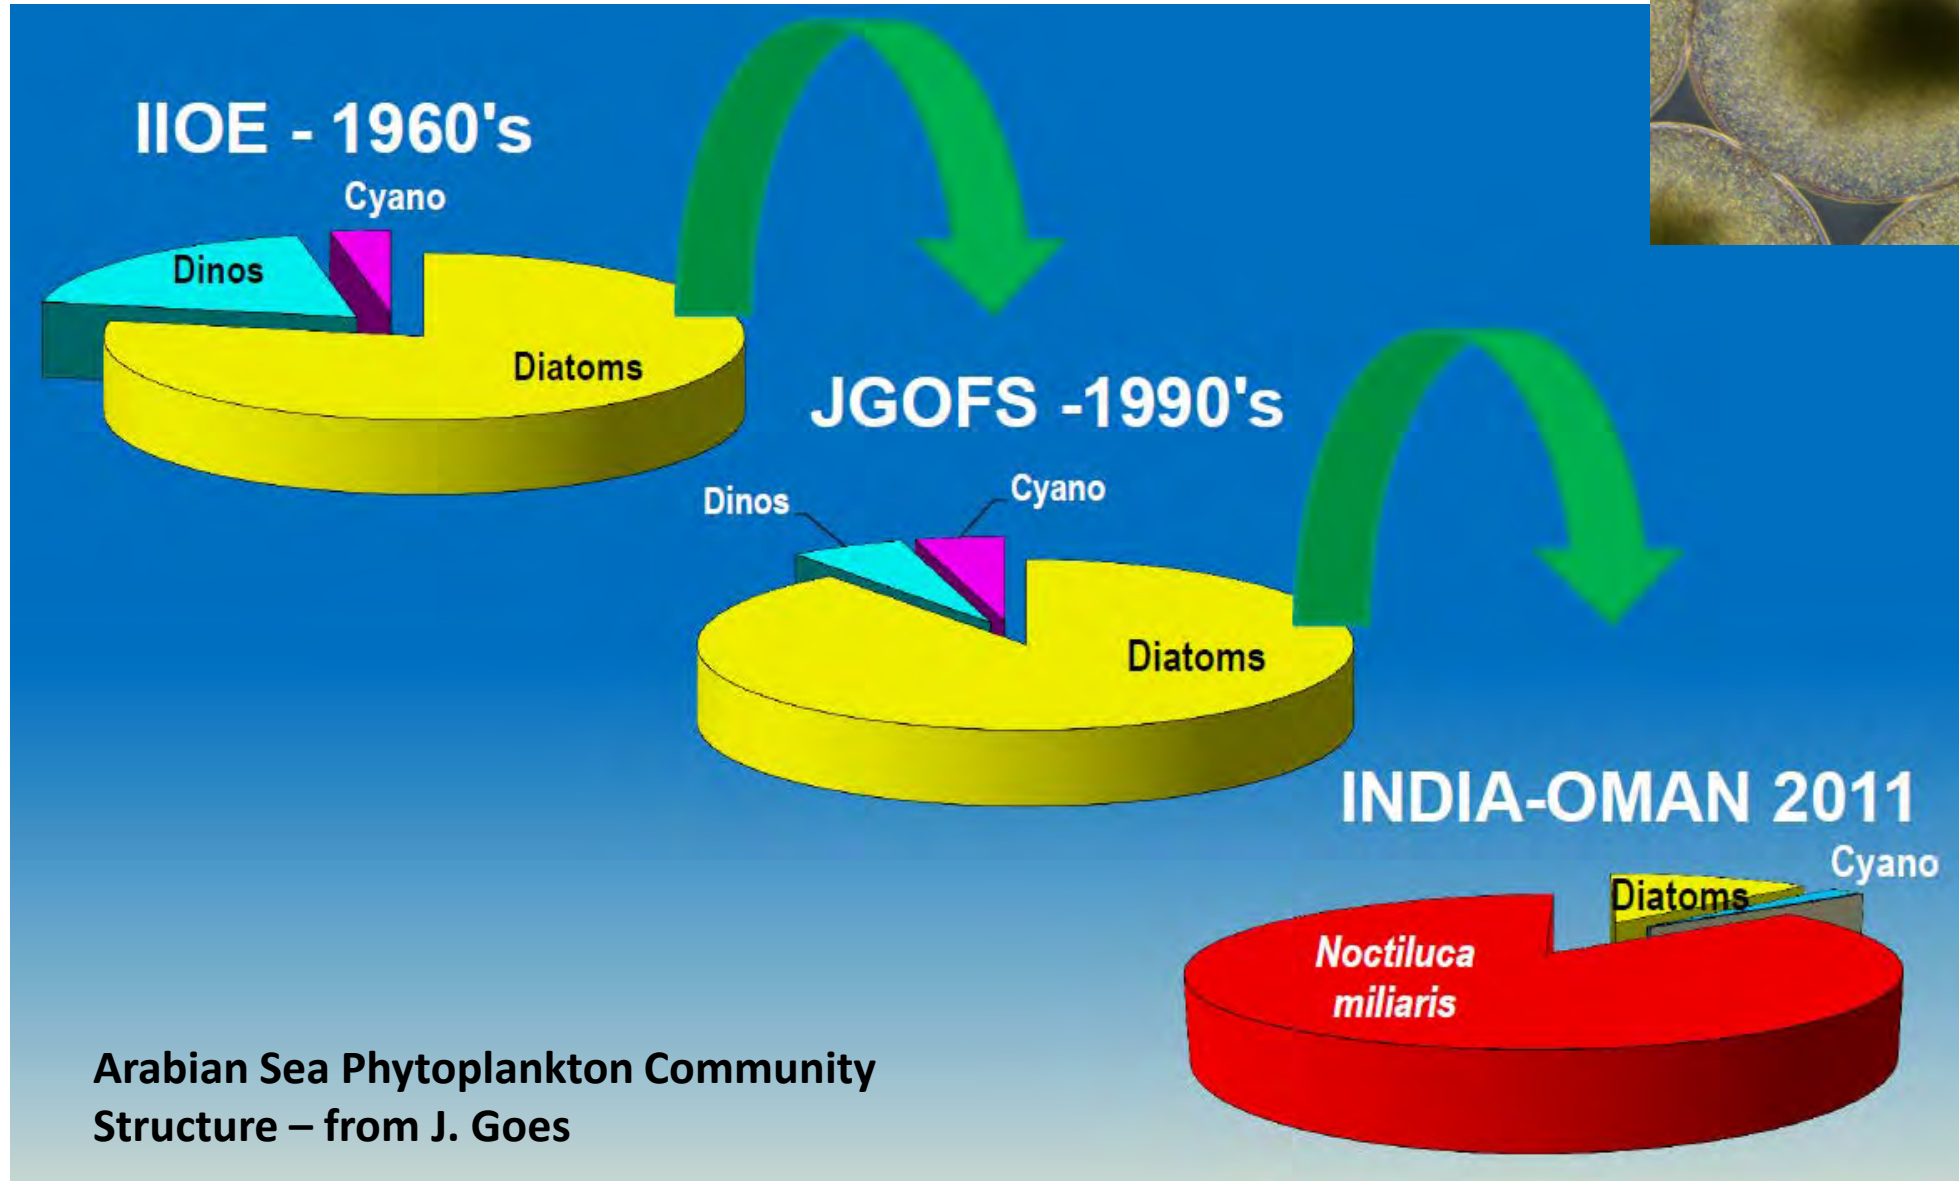 IIOE - 1960's
Cyano
Dinos
Diatoms
JGOFS -1990's
Dinos
Cyano
Diatoms
INDIA-OMAN 2011
Cyano
Diatoms
Noctiluca
miliaris
Arabian Sea Phytoplankton Community
Structure – from J. Goes